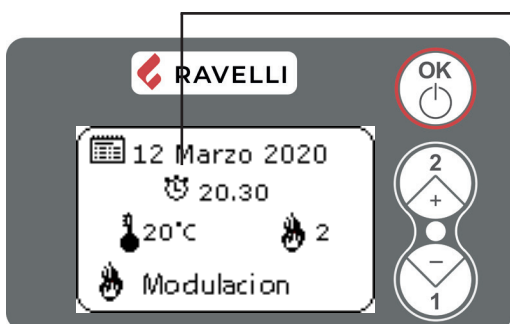 RAVELLI
OK
12 Marzo 2020
20.30
20°C 2
Modulacion
2
+
−
1